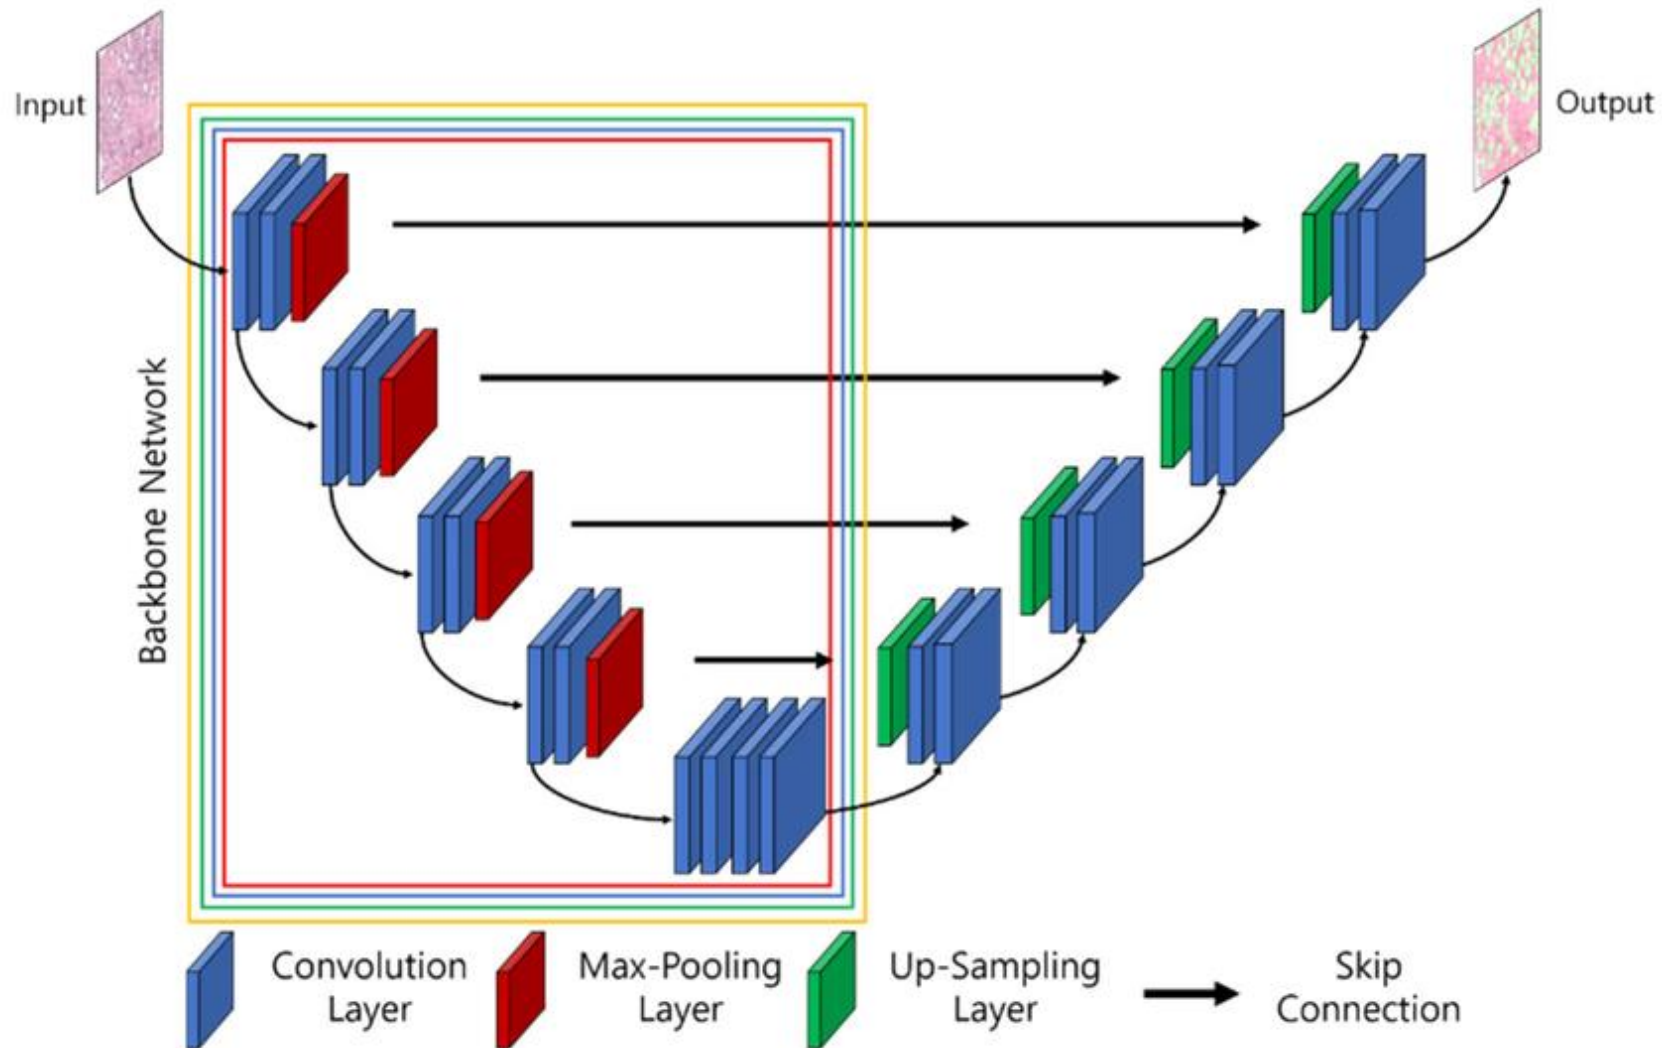 Input
Output
Backbone Network
Convolution
Layer
Max-Pooling
Layer
Up-Sampling
Layer
Skip
Connection